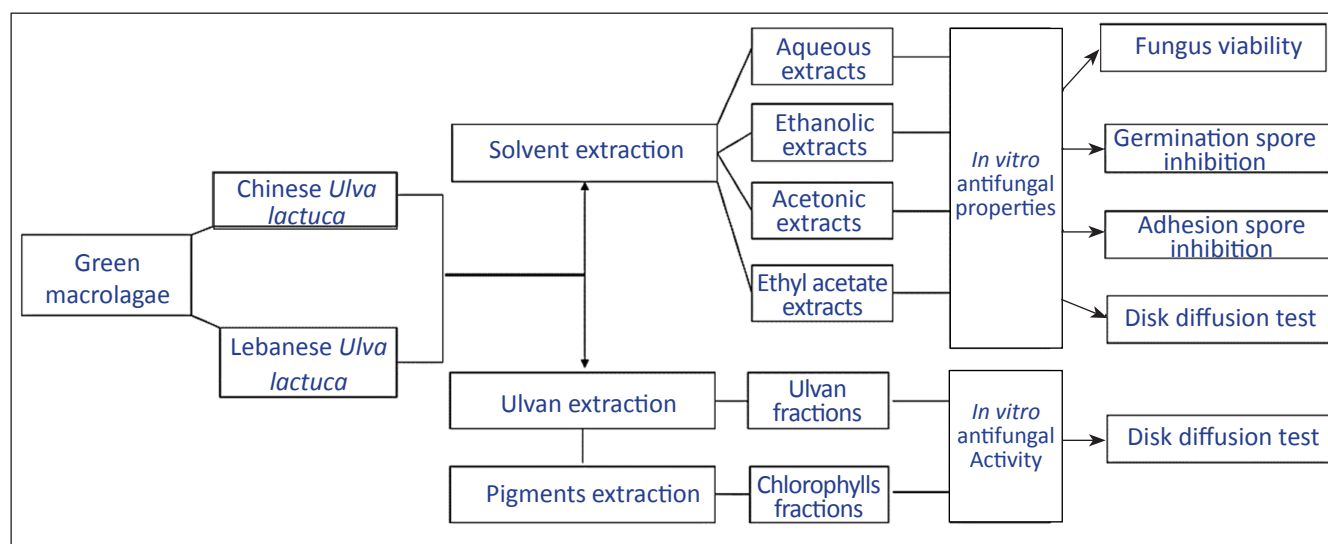 Green
macrolagae
Chinese Ulva
lactuca
Lebanese Ulva
lactuca
Solvent extraction
Ulvan extraction
Pigments extraction
Aqueous
extracts
Ethanolic
extracts
Acetonic
extracts
Ethyl acetate
extracts
Ulvan
fractions
Chlorophylls
fractions
In vitro
antifungal
properties
In vitro
antifungal
Activity
Fungus viability
Germination spore
inhibition
Adhesion spore
inhibition
Disk diffusion test
Disk diffusion test